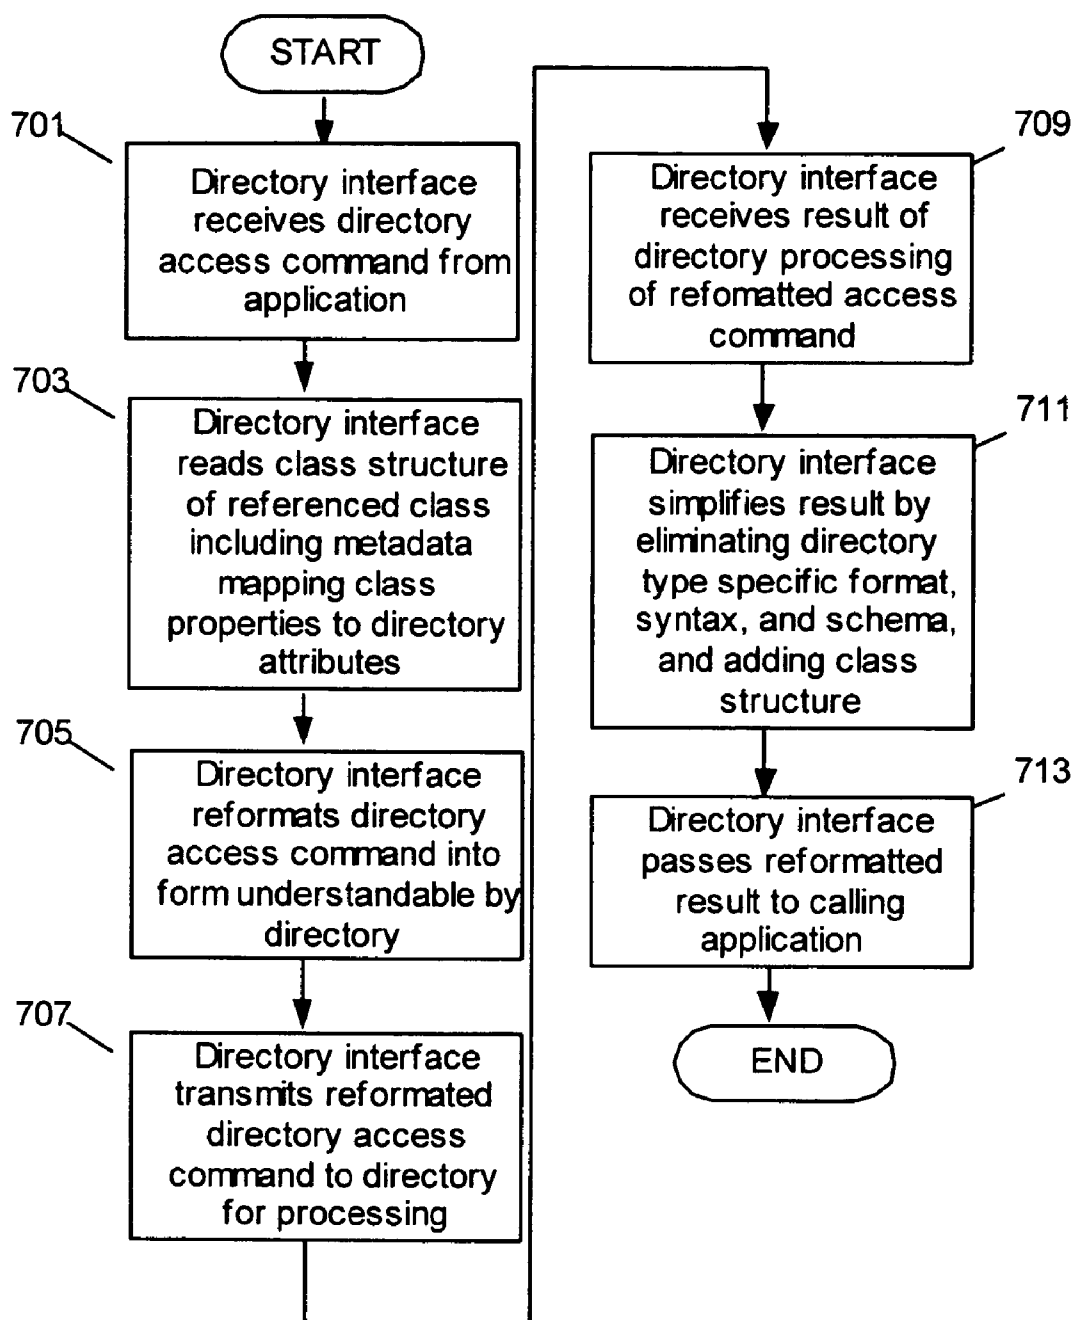 START
701
Directory interface
receives directory
access command from
application
703
Directory interface
reads class structure
of referenced class
including metadata
mapping class
properties to directory
attributes
705
Directory interface
reformats directory
access command into
form understandable by
directory
707
Directory interface
transmits reformated
directory access
command to directory
for processing
709
Directory interface
receives result of
directory processing
of refomatted access
command
711
Directory interface
simplifies result by
eliminating directory
type specific format,
syntax, and schema,
and adding class
structure
713
Directory interface
passes reformatted
result to calling
application
END